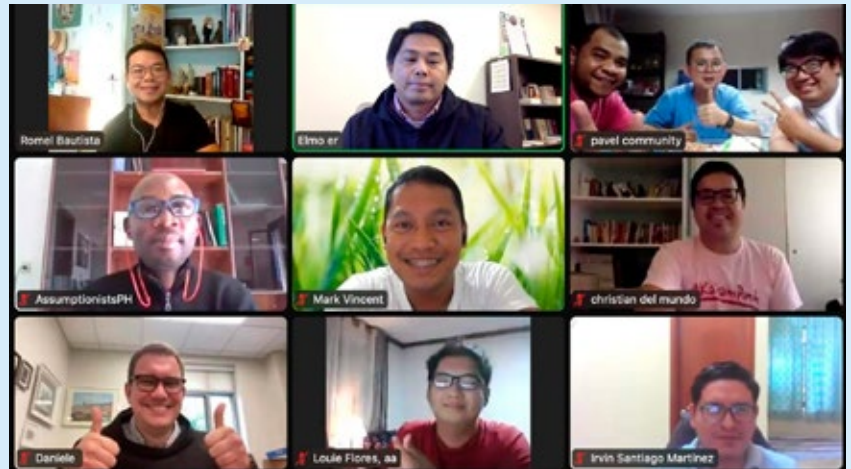 Romel Bautista
Elmo er
pavel community
AssumptionistsPH
Mark Vincent
christian del mundo
Daniele
Louie Flores, aa
Irvin Santiago Martinez